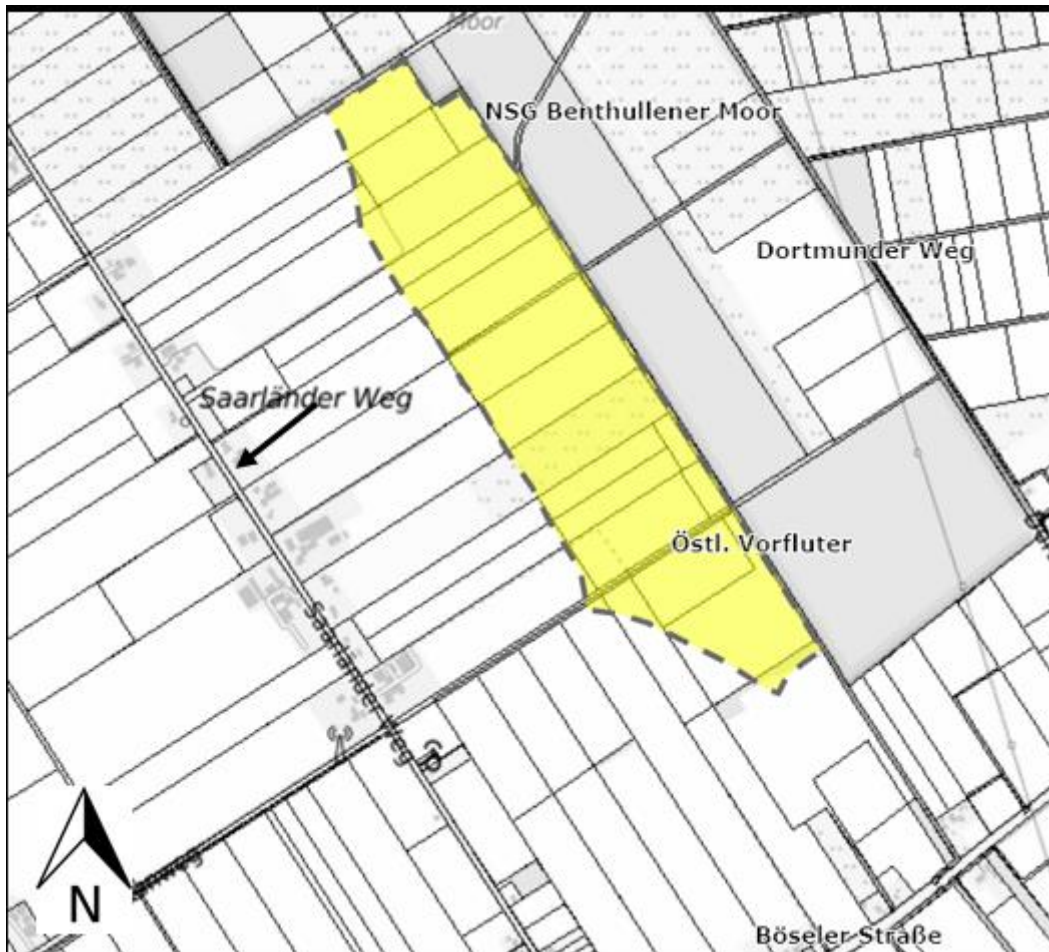 Moor
NSG Benthullener Moor
Dortmunder Weg
Saarländer Weg
Östl. Vorfluter
Saarländer Weg
N
Böseler Straße